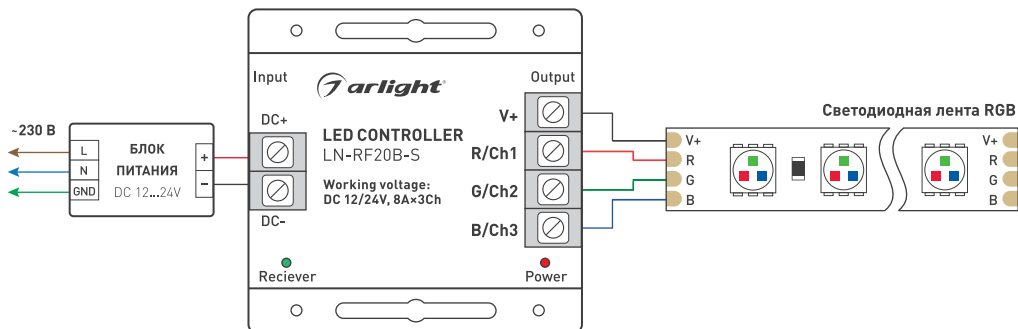 ~230 В
L
N
GND
БЛОК
ПИТАНИЯ
DC 12...24V
+
−
Input
DC+
DC-
arlight®
LED CONTROLLER
LN-RF20B-S
Working voltage:
DC 12/24V, 8A×3Ch
Output
V+
R/Ch1
G/Ch2
B/Ch3
Reciever
Power
Светодиодная лента RGB
V+
R
G
B
V+
R
G
B